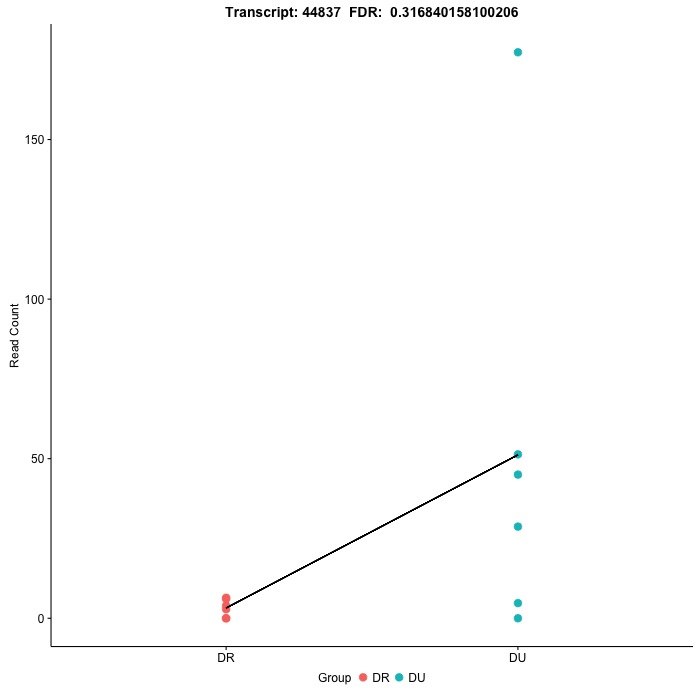 Transcript: 44837  FDR:  0.316840158100206
Read Count
150
100
50
0
DR DU
Group DR DU